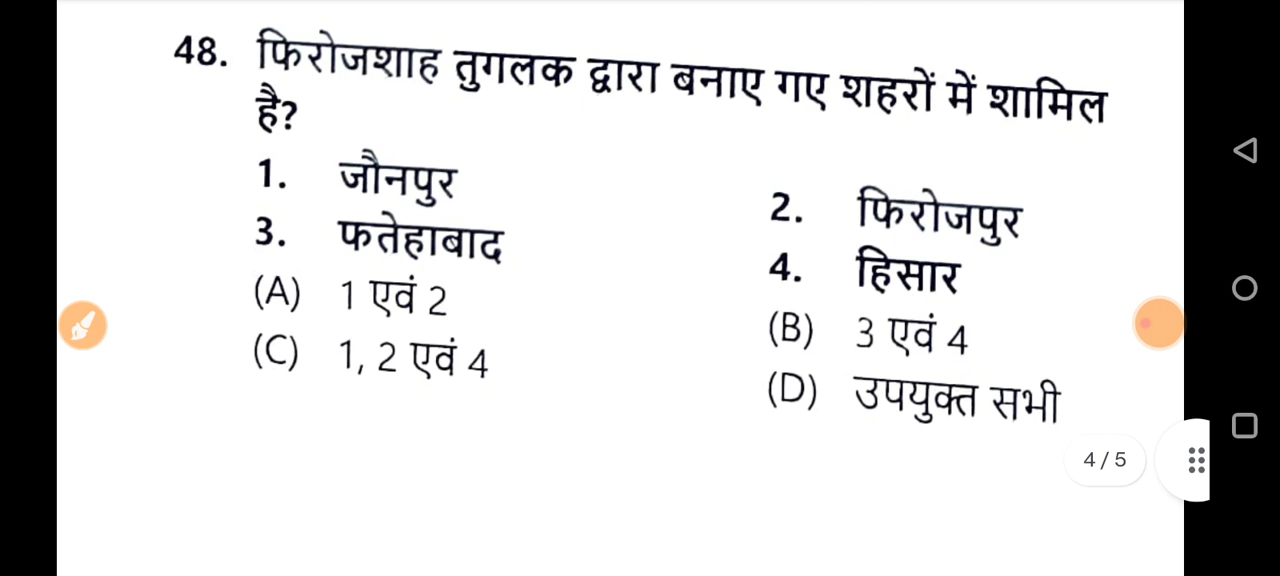 48. फिरोजशाह तुगलक द्वारा बनाए गए शहरों में शामिल
है?
1. जौनपुर
2. फिरोजपुर
3. फतेहाबाद
4. हिसार
(A) 1 एवं 2
(B) 3 एवं 4
(C) 1, 2 एवं 4
(D) उपयुक्त सभी
4 / 5